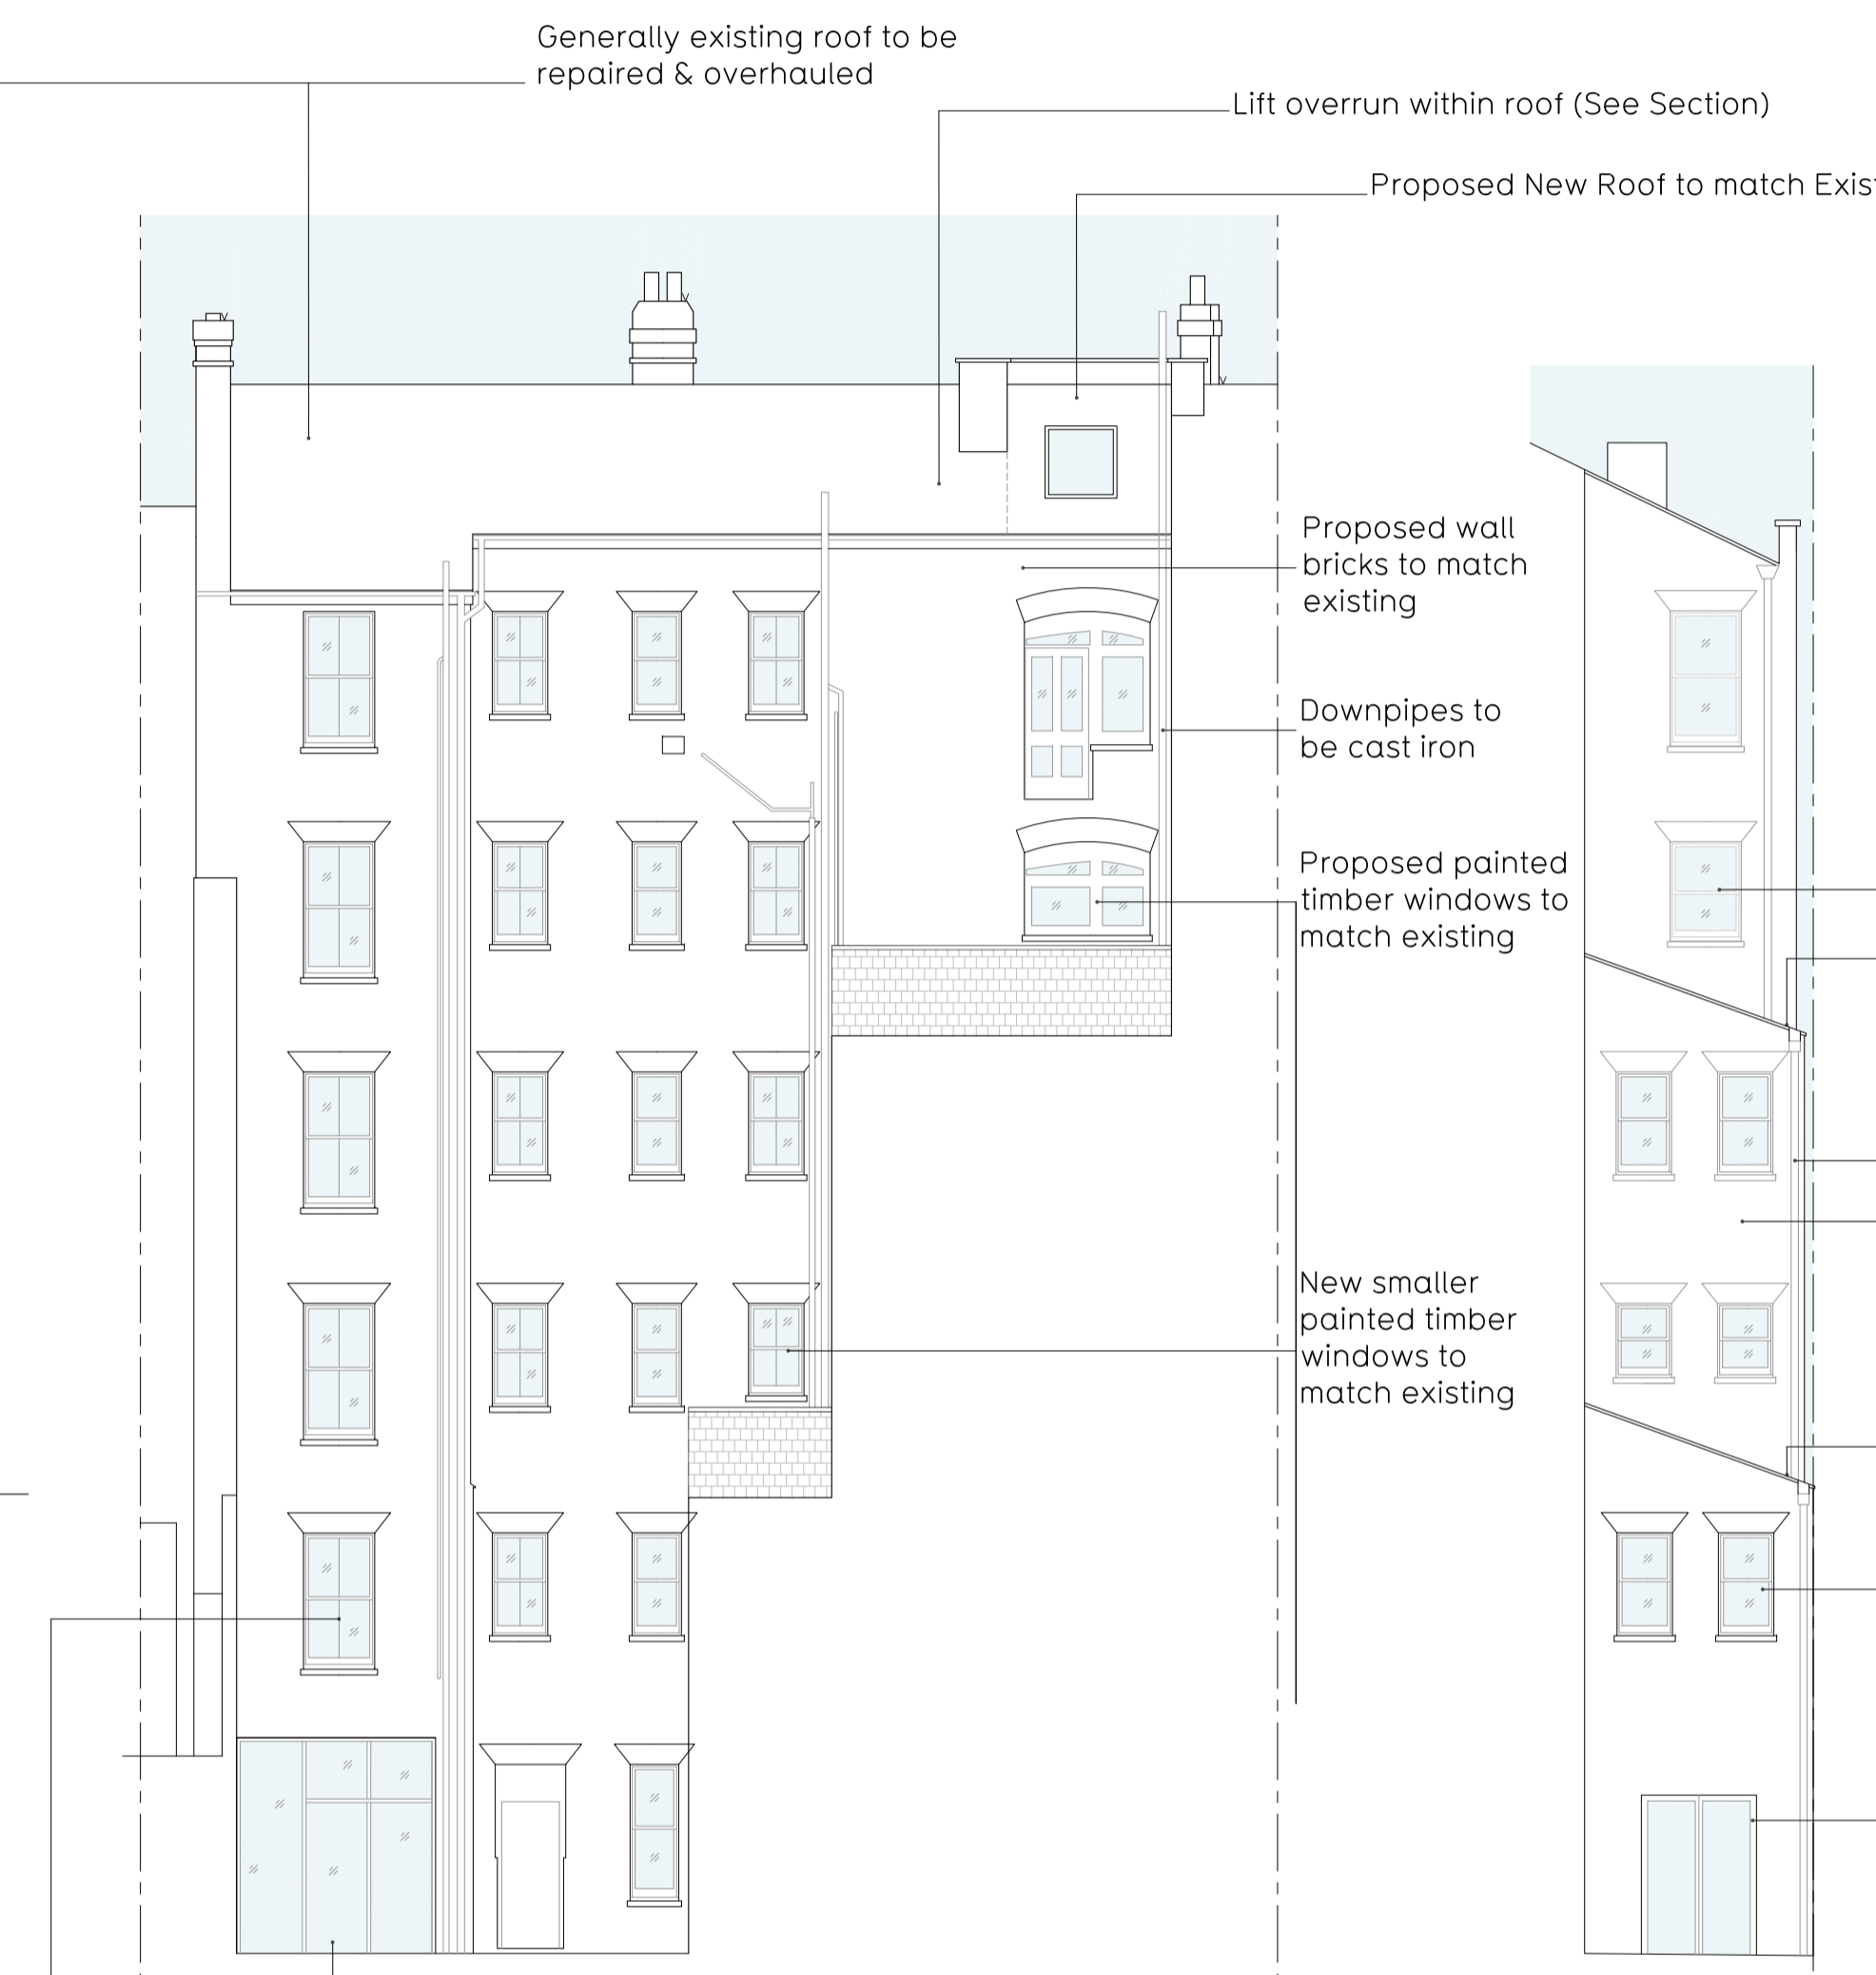 Generally existing roof to be
repaired & overhauled
Lift overrun within roof (See Section)
Proposed New Roof to match
Proposed wall
bricks to match
existing
Downpipes to
be cast iron
Proposed painted
timber windows to
match existing
New smaller
painted timber
windows to
match existing